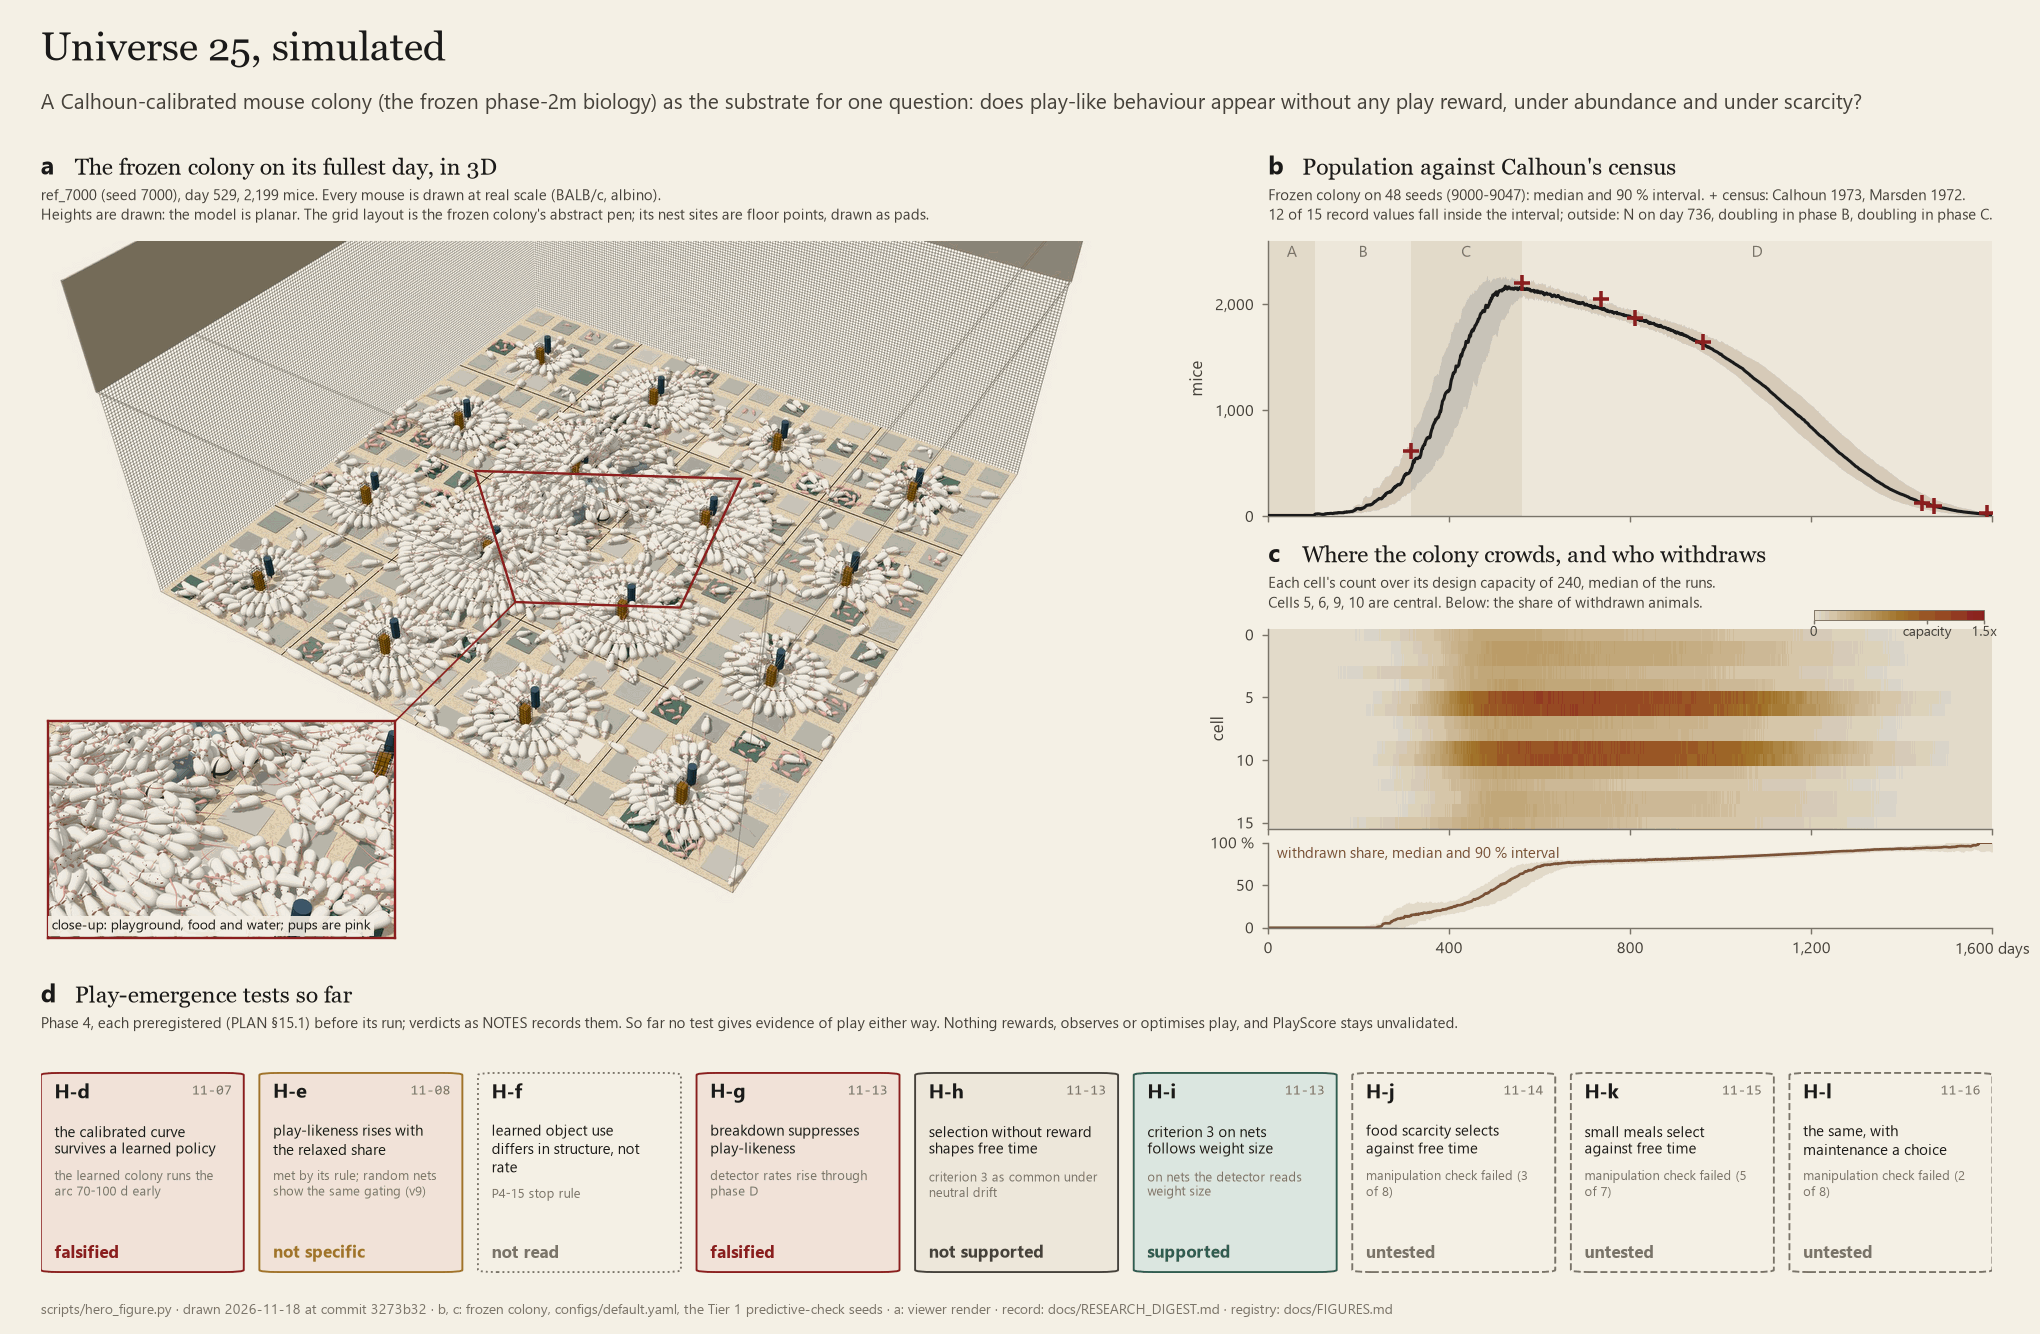 Universe 25, simulated
A Calhoun-calibrated mouse colony (the frozen phase-2m biology) as the substrate for one question: does play-like behaviour appear without any play reward, under abundance and under scarcity?
a The frozen colony on its fullest day, in 3D
ref_7000 (seed 7000), day 529, 2,199 mice. Every mouse is drawn at real scale (BALB/c, albino).
Heights are drawn: the model is planar. The grid layout is the frozen colony's abstract pen; its nest sites are floor points, drawn as pads.
close-up: playground, food and water; pups are pink
b Population against Calhoun's census
Frozen colony on 48 seeds (9000-9047): median and 90 % interval. + census: Calhoun 1973, Marsden 1972.
12 of 15 record values fall inside the interval; outside: N on day 736, doubling in phase B, doubling in phase C.
A B C D
2,000
mice
1,000
0
c Where the colony crowds, and who withdraws
Each cell's count over its design capacity of 240, median of the runs.
Cells 5, 6, 9, 10 are central. Below: the share of withdrawn animals.
0 capacity 1.5x
0
5
cell
10
15
100 %
withdrawn share, median and 90 % interval
50
0
0 400 800 1,200 1,600 days
d Play-emergence tests so far
Phase 4, each preregistered (PLAN §15.1) before its run; verdicts as NOTES records them. So far no test gives evidence of play either way. Nothing rewards, observes or optimises play, and PlayScore stays unvalidated.
H-d 11-07
the calibrated curve
survives a learned policy
the learned colony runs the
arc 70-100 d early
falsified
H-e 11-08
play-likeness rises with
the relaxed share
met by its rule; random nets
show the same gating (v9)
not specific
H-f
learned object use
differs in structure, not
rate
P4-15 stop rule
not read
H-g 11-13
breakdown suppresses
play-likeness
detector rates rise through
phase D
falsified
H-h 11-13
selection without reward
shapes free time
criterion 3 as common under
neutral drift
not supported
H-i 11-13
criterion 3 on nets
follows weight size
on nets the detector reads
weight size
supported
H-j 11-14
food scarcity selects
against free time
manipulation check failed (3
of 8)
untested
H-k 11-15
small meals select
against free time
manipulation check failed (5
of 7)
untested
H-l 11-16
the same, with
maintenance a choice
manipulation check failed (2
of 8)
untested
scripts/hero_figure.py · drawn 2026-11-18 at commit 3273b32 · b, c: frozen colony, configs/default.yaml, the Tier 1 predictive-check seeds · a: viewer render · record: docs/RESEARCH_DIGEST.md · registry: docs/FIGURES.md